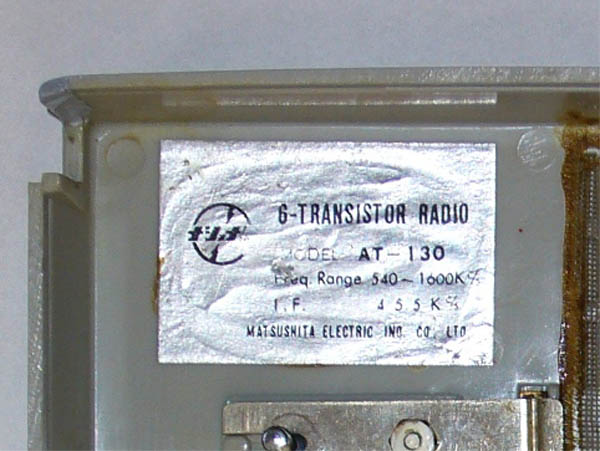 6-TRANSISTOR RADIO
MODEL AT-130
Freq. Range 540~1600Kc/s
I.F. 455Kc/s
MATSUSHITA ELECTRIC IND. CO., LTD